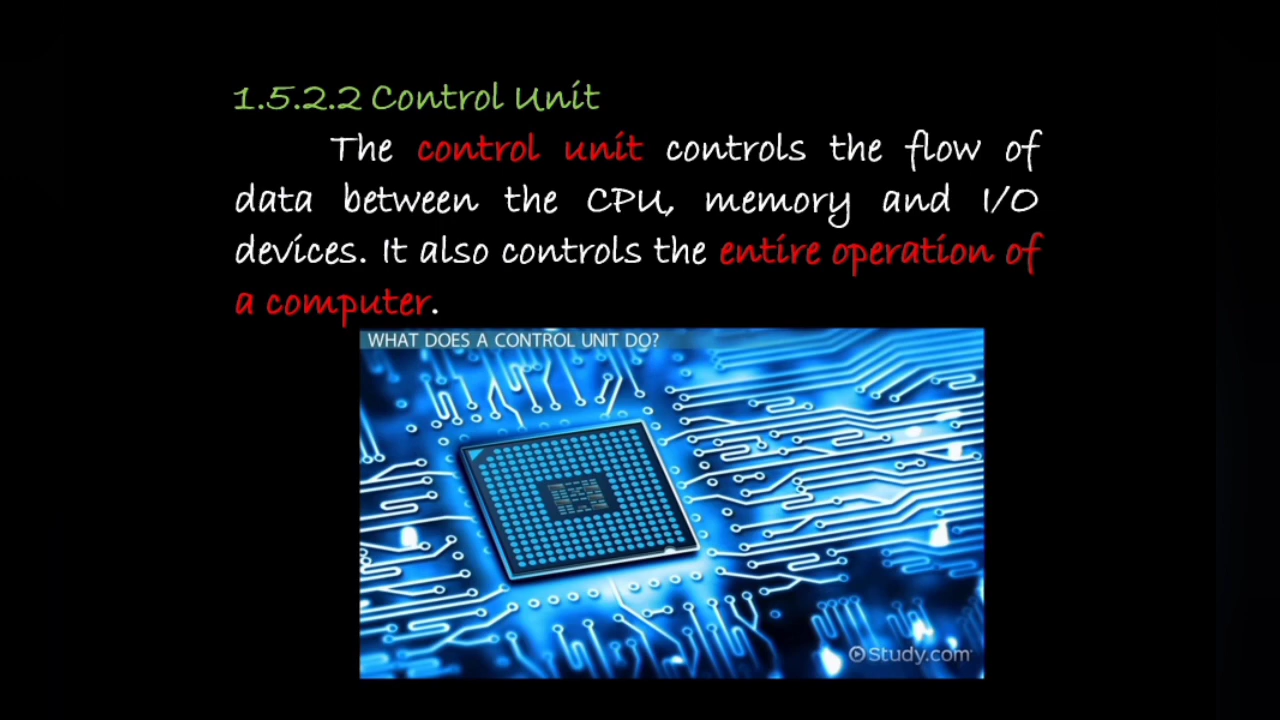 1.5.2.2 Control Unit
The control unit controls the flow of
data between the CPU, memory and I/O
devices. It also controls the entire operation of
a computer.
WHAT DOES A CONTROL UNIT DO?
Study.com